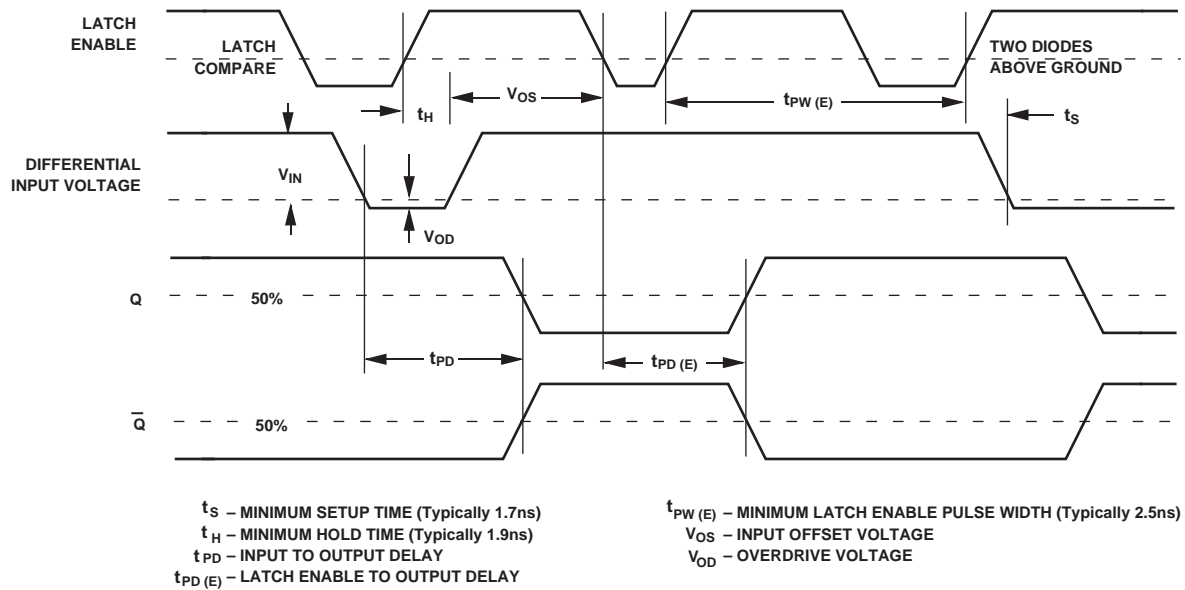 LATCH
ENABLE
LATCH
COMPARE
TWO DIODES
ABOVE GROUND
tH
VOS
tPW (E)
tS
DIFFERENTIAL
INPUT VOLTAGE
VIN
VOD
Q
50%
tPD
tPD (E)
Q̅
50%
tS – MINIMUM SETUP TIME (Typically 1.7ns)
tH – MINIMUM HOLD TIME (Typically 1.9ns)
tPD – INPUT TO OUTPUT DELAY
tPD (E) – LATCH ENABLE TO OUTPUT DELAY
tPW (E) – MINIMUM LATCH ENABLE PULSE WIDTH (Typically 2.5ns)
VOS – INPUT OFFSET VOLTAGE
VOD – OVERDRIVE VOLTAGE